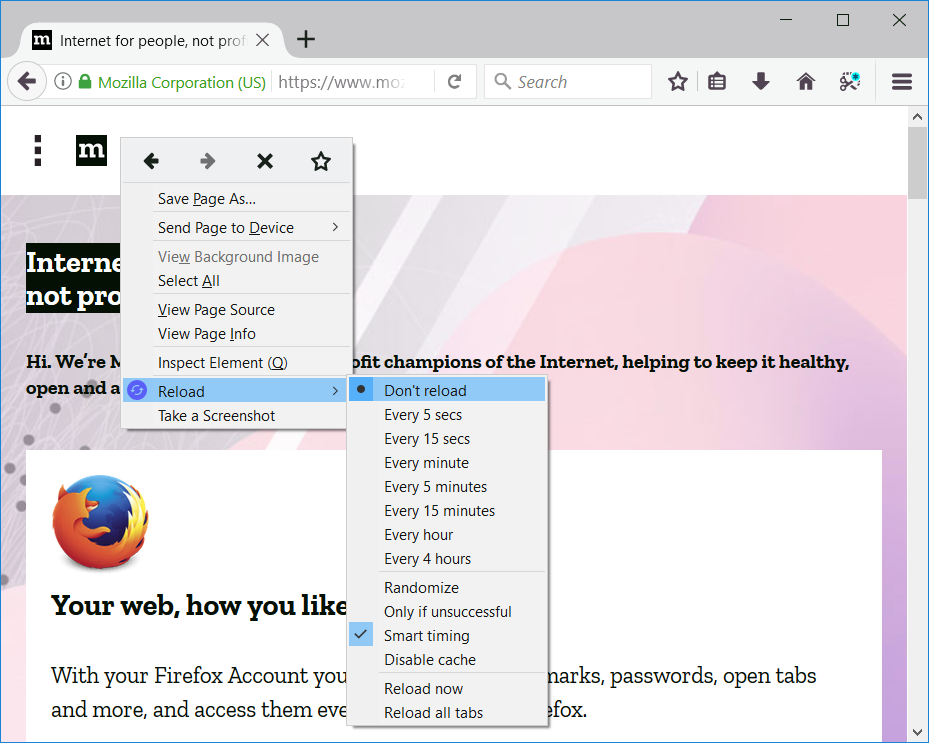 m Internet for people, not prof
Mozilla Corporation (US) https://www.moz Search
m
Save Page As...
Send Page to Device
View Background Image
Select All
View Page Source
View Page Info
Inspect Element (Q)
Reload
Take a Screenshot
Don't reload
Every 5 secs
Every 15 secs
Every minute
Every 5 minutes
Every 15 minutes
Every hour
Every 4 hours
Randomize
Only if unsuccessful
Smart timing
Disable cache
Reload now
Reload all tabs
Interne
not pro
Hi. We're M ofit champions of the Internet, helping to keep it healthy,
open and a
Your web, how you like
With your Firefox Account you marks, passwords, open tabs
and more, and access them eve efox.